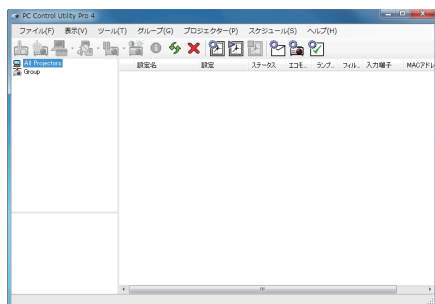 PC Control Utility Pro 4
ファイル(F) 表示(V) ツール(T) グループ(G) プロジェクター(P) スケジュール(S) ヘルプ(H)
設定名 設定 ステータス エコモ... ランプ... フィル... 入力端子 MACアドレ
All Projectors
Group